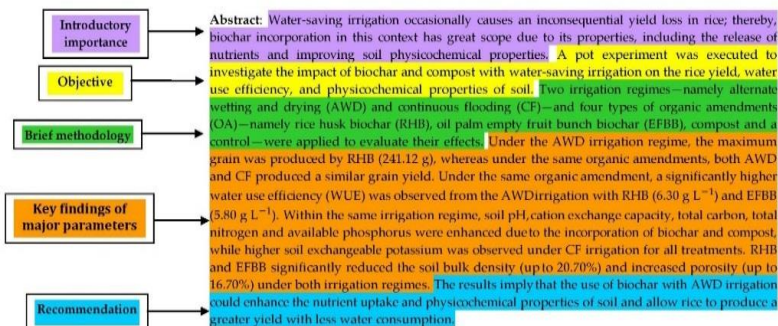 Introductory
importance
Objective
Brief methodology
Key findings of
major parameters
Recommendation
Abstract: Water-saving irrigation occasionally causes an inconsequential yield loss in rice; thereby,
biochar incorporation in this context has great scope due to its properties, including the release of
nutrients and improving soil physicochemical properties. A pot experiment was executed to
investigate the impact of biochar and compost with water-saving irrigation on the rice yield, water
use efficiency, and physicochemical properties of soil. Two irrigation regimes—namely alternate
wetting and drying (AWD) and continuous flooding (CF)—and four types of organic amendments
(OA)—namely rice husk biochar (RHB), oil palm empty fruit bunch biochar (EFBB), compost and a
control—were applied to evaluate their effects. Under the AWD irrigation regime, the maximum
grain was produced by RHB (241.12 g), whereas under the same organic amendments, both AWD
and CF produced a similar grain yield. Under the same organic amendment, a significantly higher
water use efficiency (WUE) was observed from the AWDirrigation with RHB (6.30 g L⁻¹) and EFBB
(5.80 g L⁻¹). Within the same irrigation regime, soil pH, cation exchange capacity, total carbon, total
nitrogen and available phosphorus were enhanced dueto the incorporation of biochar and compost,
while higher soil exchangeable potassium was observed under CF irrigation for all treatments. RHB
and EFBB significantly reduced the soil bulk density (up to 20.70%) and increased porosity (up to
16.70%) under both irrigation regimes. The results imply that the use of biochar with AWD irrigation
could enhance the nutrient uptake and physicochemical properties of soil and allow rice to produce a
greater yield with less water consumption.